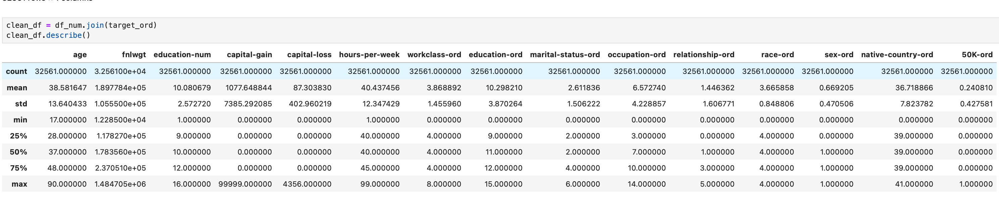 clean_df = df_num.join(target_ord)
clean_df.describe()
age fnlwgt education-num capital-gain capital-loss hours-per-week workclass-ord education-ord marital-status-ord occupation-ord relationship-ord race-ord sex-ord native-country-ord 50K-ord
count 32561.000000 3.256100e+04 32561.000000 32561.000000 32561.000000 32561.000000 32561.000000 32561.000000 32561.000000 32561.000000 32561.000000 32561.000000 32561.000000 32561.000000 32561.000000
mean 38.581647 1.897784e+05 10.080679 1077.648844 87.303830 40.437456 3.868892 10.298210 2.611836 6.572740 1.446362 3.665858 0.669205 36.718866 0.240810
std 13.640433 1.055500e+05 2.572720 7385.292085 402.960219 12.347429 1.455960 3.870264 1.506222 4.228857 1.606771 0.848806 0.470506 7.823782 0.427581
min 17.000000 1.228500e+04 1.000000 0.000000 0.000000 1.000000 0.000000 0.000000 0.000000 0.000000 0.000000 0.000000 0.000000 0.000000 0.000000
25% 28.000000 1.178270e+05 9.000000 0.000000 0.000000 40.000000 4.000000 9.000000 2.000000 3.000000 0.000000 4.000000 0.000000 39.000000 0.000000
50% 37.000000 1.783560e+05 10.000000 0.000000 0.000000 40.000000 4.000000 11.000000 2.000000 7.000000 1.000000 4.000000 1.000000 39.000000 0.000000
75% 48.000000 2.370510e+05 12.000000 0.000000 0.000000 45.000000 4.000000 12.000000 4.000000 10.000000 3.000000 4.000000 1.000000 39.000000 0.000000
max 90.000000 1.484705e+06 16.000000 99999.000000 4356.000000 99.000000 8.000000 15.000000 6.000000 14.000000 5.000000 4.000000 1.000000 41.000000 1.000000